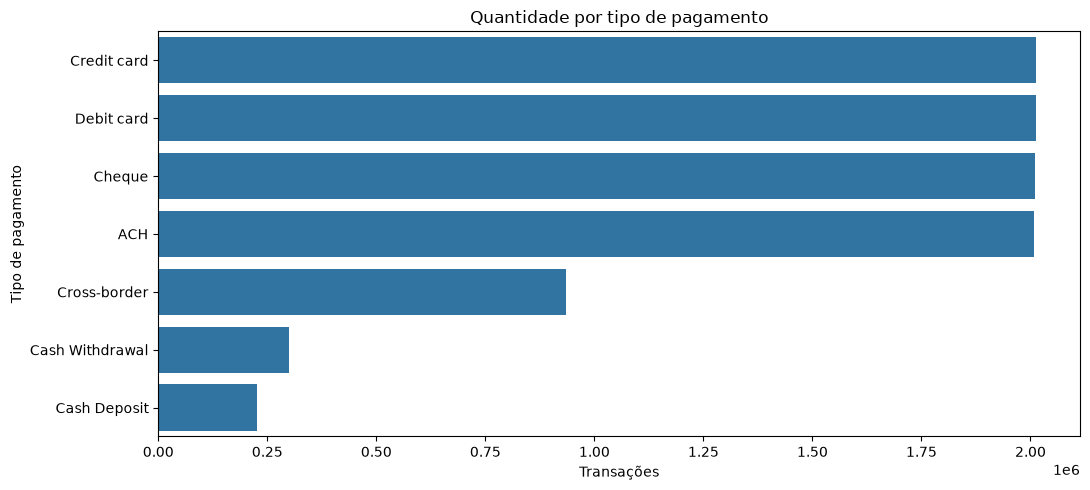 Quantidade por tipo de pagamento
Tipo de pagamento
Credit card
Debit card
Cheque
ACH
Cross-border
Cash Withdrawal
Cash Deposit
0.00 0.25 0.50 0.75 1.00 1.25 1.50 1.75 2.00
1e6
Transações